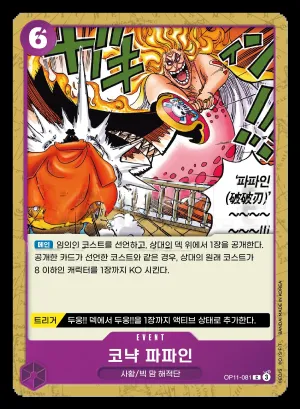 6
'파파인
(破破刃)'
메인 임의의 코스트를 선언하고, 상대의 덱 위에서 1장을 공개한다.
공개한 카드가 선언한 코스트와 같은 경우, 상대의 원래 코스트가
8 이하인 캐릭터를 1장까지 KO 시킨다.
트리거 두웅!! 덱에서 두웅!!을 1장까지 액티브 상태로 추가한다.
EVENT
코냑 파파인
사황/빅 맘 해적단
OP11-081 3